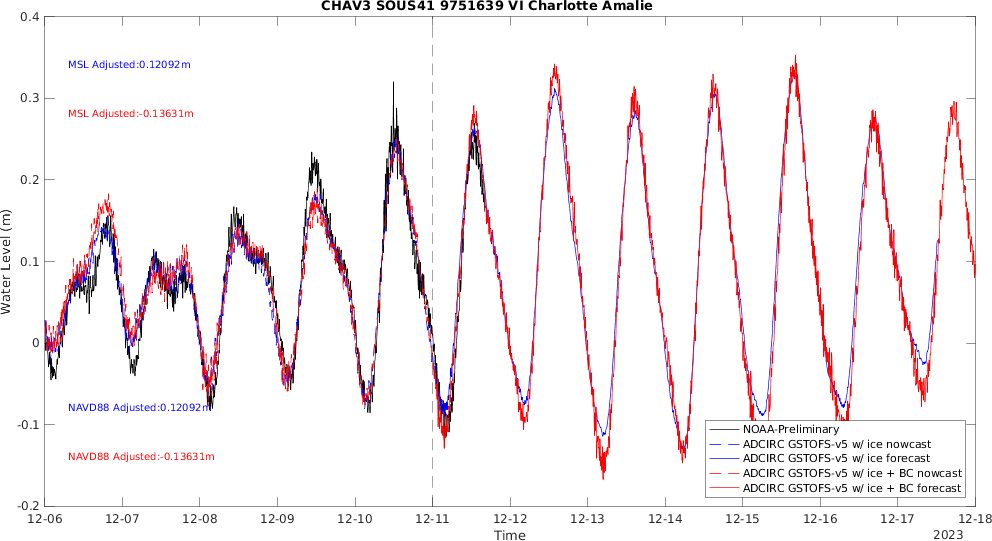 CHAV3 SOUS41 9751639 VI Charlotte Amalie
0.4
0.3
0.2
0.1
0
-0.1
-0.2
Water Level (m)
MSL Adjusted:0.12092m
MSL Adjusted:-0.13631m
NAVD88 Adjusted:0.12092m
NAVD88 Adjusted:-0.13631m
NOAA-Preliminary
ADCIRC GSTOFS-v5 w/ ice nowcast
ADCIRC GSTOFS-v5 w/ ice forecast
ADCIRC GSTOFS-v5 w/ ice + BC nowcast
ADCIRC GSTOFS-v5 w/ ice + BC forecast
12-06 12-07 12-08 12-09 12-10 12-11 12-12 12-13 12-14 12-15 12-16 12-17 12-18
Time
2023